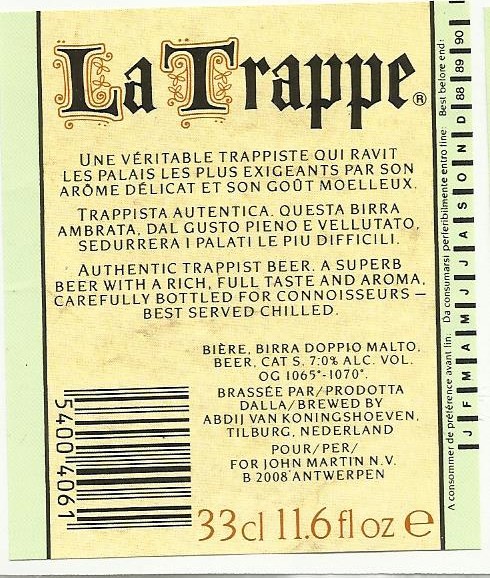 La Trappe®
UNE VÉRITABLE TRAPPISTE QUI RAVIT
LES PALAIS LES PLUS EXIGEANTS PAR SON
ARÔME DÉLICAT ET SON GOÛT MOELLEUX.
TRAPPISTA AUTENTICA. QUESTA BIRRA
AMBRATA, DAL GUSTO PIENO E VELLUTATO,
SEDURRERA I PALATI LE PIU DIFFICILI.
AUTHENTIC TRAPPIST BEER. A SUPERB
BEER WITH A RICH, FULL TASTE AND AROMA,
CAREFULLY BOTTLED FOR CONNOISSEURS –
BEST SERVED CHILLED.
BIÈRE, BIRRA DOPPIO MALTO.
BEER, CAT S. 7.0% ALC. VOL.
OG 1065°-1070°.
BRASSÉE PAR/PRODOTTA
DALLA/BREWED BY
ABDIJ VAN KONINGSHOEVEN,
TILBURG, NEDERLAND
POUR/PER/
FOR JOHN MARTIN N.V.
B 2008 ANTWERPEN
54004061
33cl 11.6 fl oz e
A consommer de préférence avant fin: Da consumarsi perferibilmente entro fine: Best before end:
J F M A M J J A S O N D 88 89 90